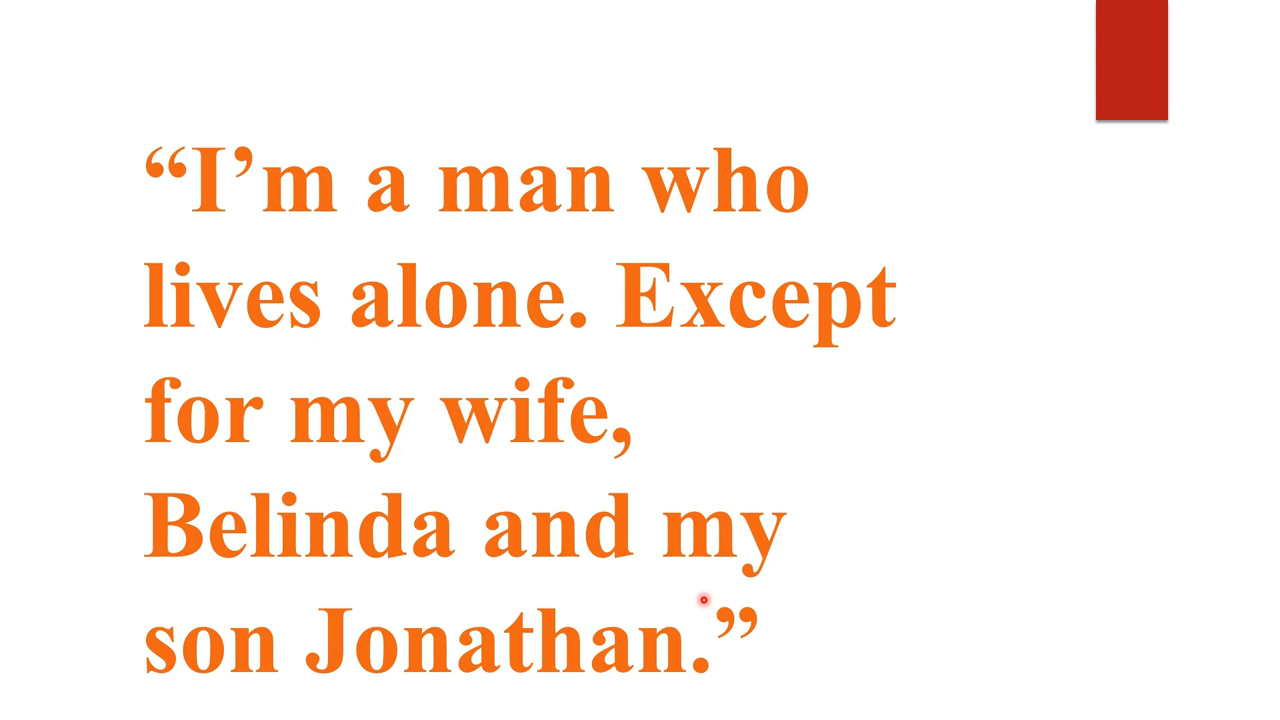 “I’m a man who
lives alone. Except
for my wife,
Belinda and my
son Jonathan.”